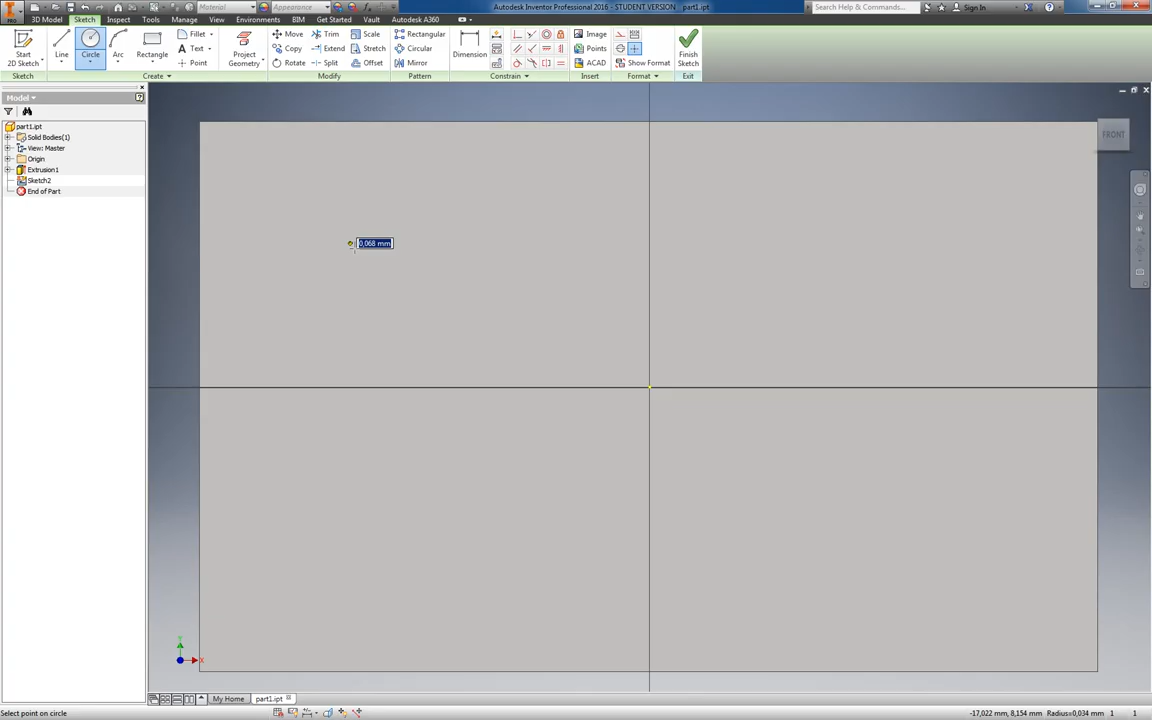 Material
Appearance
Autodesk Inventor Professional 2016 - STUDENT VERSION part1.ipt
Search Help & Commands...
Sign In
PRO
3D Model
Sketch
Inspect
Tools
Manage
View
Environments
BIM
Get Started
Vault
Autodesk A360
Start
2D Sketch
Line
Circle
Arc
Rectangle
Fillet
Text
Point
Project
Geometry
Move
Copy
Rotate
Trim
Extend
Split
Scale
Stretch
Offset
Rectangular
Circular
Mirror
Dimension
Image
Points
ACAD
Show Format
Finish
Sketch
Sketch
Create
Modify
Pattern
Constrain
Insert
Format
Exit
Model
part1.ipt
Solid Bodies(1)
View: Master
Origin
Extrusion1
Sketch2
End of Part
FRONT
0,068 mm
Y
X
My Home
part1.ipt
Select point on circle
-17,022 mm, 8,154 mm Radius=0,034 mm 1 1